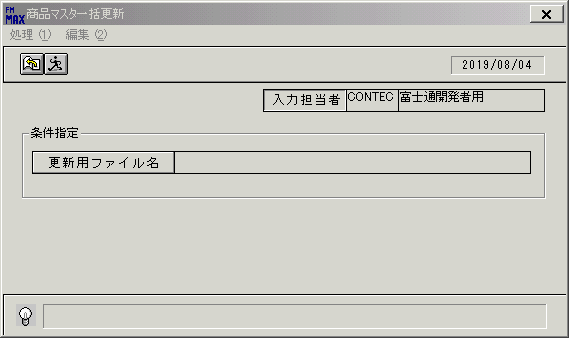 FM MAX 商品マスター括更新
処理(1) 編集(2)
2019/08/04
入力担当者 CONTEC 富士通開発者用
条件指定
更新用ファイル名